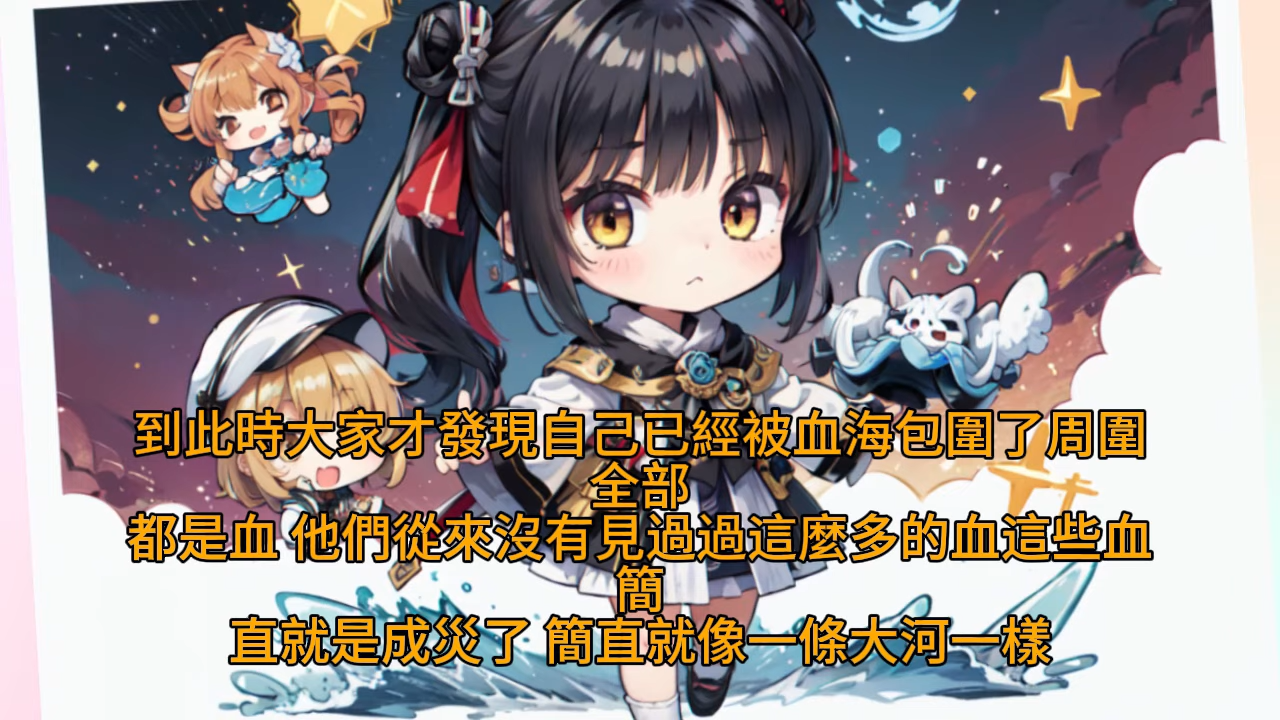 到此時大家才發現自己已經被血海包圍了周圍
全部
都是血 他們從來沒有見過過這麼多的血這些血
簡
直就是成災了 簡直就像一條大河一樣